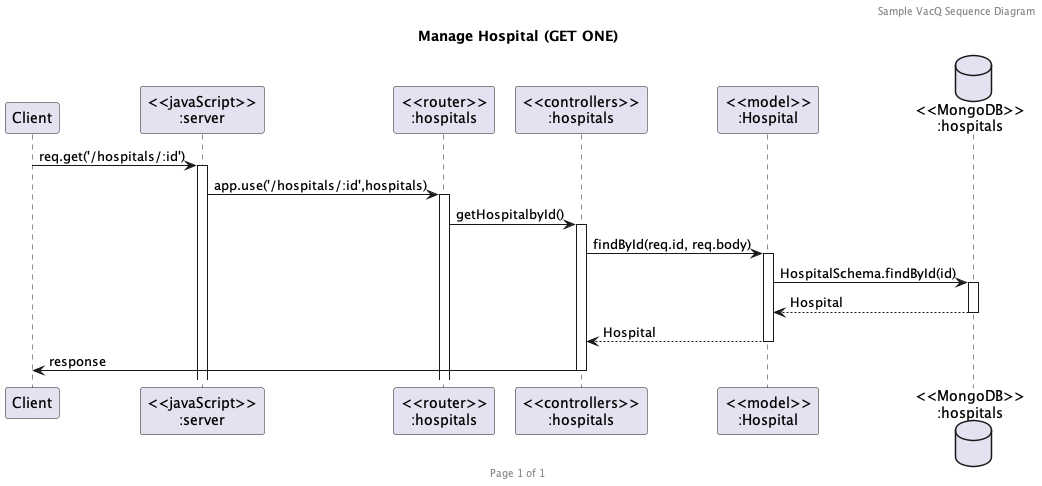 Sample VacQ Sequence Diagram
Manage Hospital (GET ONE)
Client
<<javaScript>>
:server
<<router>>
:hospitals
<<controllers>>
:hospitals
<<model>>
:Hospital
<<MongoDB>>
:hospitals
req.get('/hospitals/:id')
app.use('/hospitals/:id',hospitals)
getHospitalbyId()
findById(req.id, req.body)
HospitalSchema.findById(id)
Hospital
Hospital
response
Client
<<javaScript>>
:server
<<router>>
:hospitals
<<controllers>>
:hospitals
<<model>>
:Hospital
<<MongoDB>>
:hospitals
Page 1 of 1